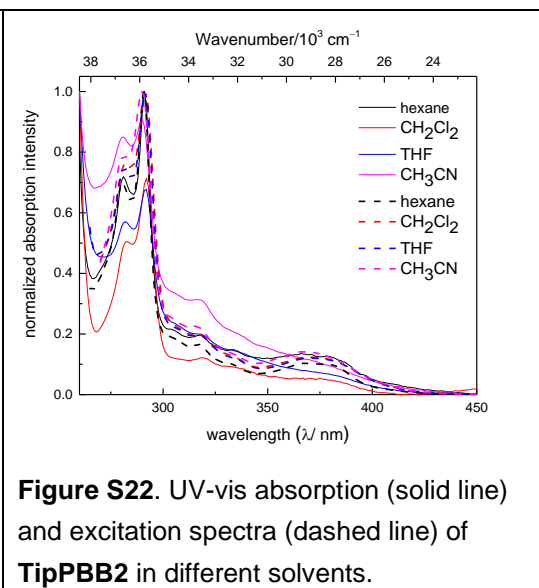 Wavenumber/10³ cm⁻¹
38 36 34 32 30 28 26 24
1.0
0.8
0.6
0.4
0.2
0.0
normalized absorption intensity
hexane
CH₂Cl₂
THF
CH₃CN
hexane
CH₂Cl₂
THF
CH₃CN
300 350 400 450
wavelength (λ/ nm)
Figure S22. UV-vis absorption (solid line)
and excitation spectra (dashed line) of
TipPBB2 in different solvents.